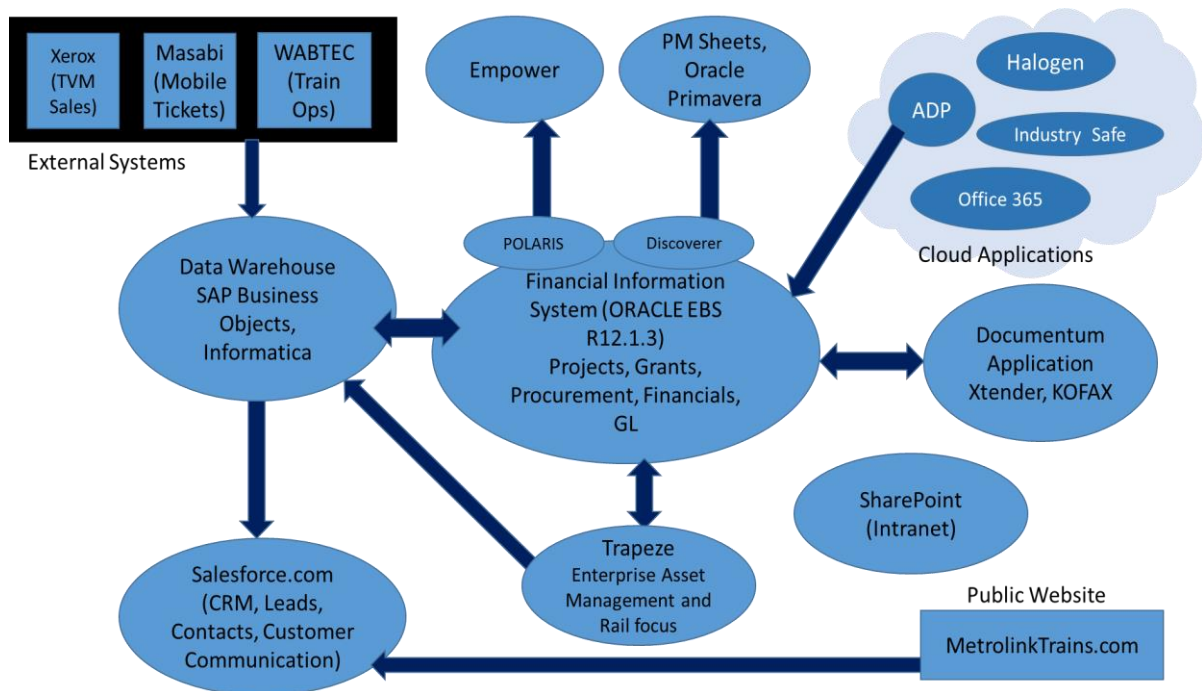 Xerox
(TVM
Sales)
Masabi
(Mobile
Tickets)
WABTEC
(Train
Ops)
External Systems
Empower
PM Sheets,
Oracle
Primavera
Halogen
ADP
Industry Safe
Office 365
Cloud Applications
POLARIS
Discoverer
Data Warehouse
SAP Business
Objects,
Informatica
Financial Information
System (ORACLE EBS
R12.1.3)
Projects, Grants,
Procurement, Financials,
GL
Documentum
Application
Xtender, KOFAX
SharePoint
(Intranet)
Trapeze
Enterprise Asset
Management and
Rail focus
Salesforce.com
(CRM, Leads,
Contacts, Customer
Communication)
Public Website
MetrolinkTrains.com